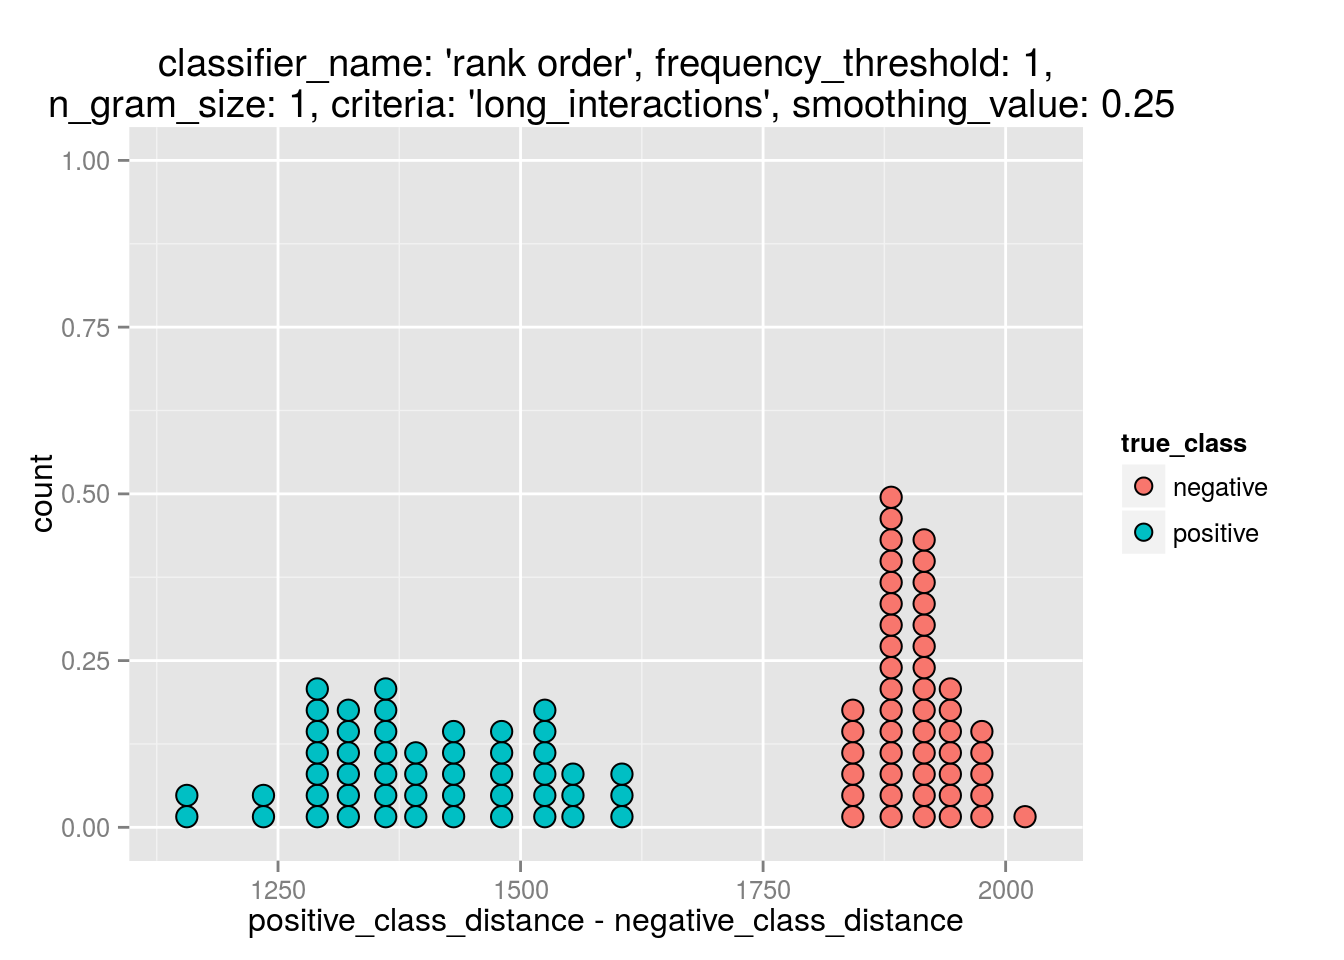 classifier_name: 'rank order', frequency_threshold: 1,
n_gram_size: 1, criteria: 'long_interactions', smoothing_value: 0.25
1.00
0.75
0.50
0.25
0.00
count
1250 1500 1750 2000
positive_class_distance - negative_class_distance
true_class
negative
positive